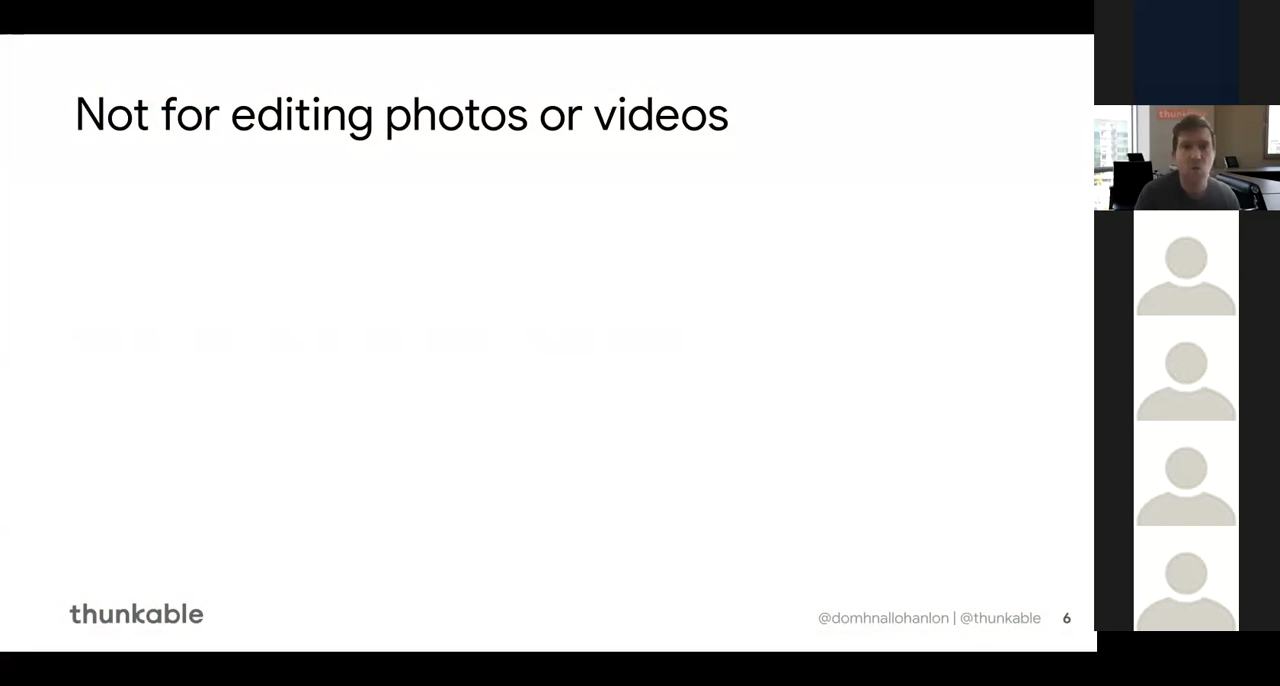 Not for editing photos or videos
thunkable
@domhnallohanlon | @thunkable 6